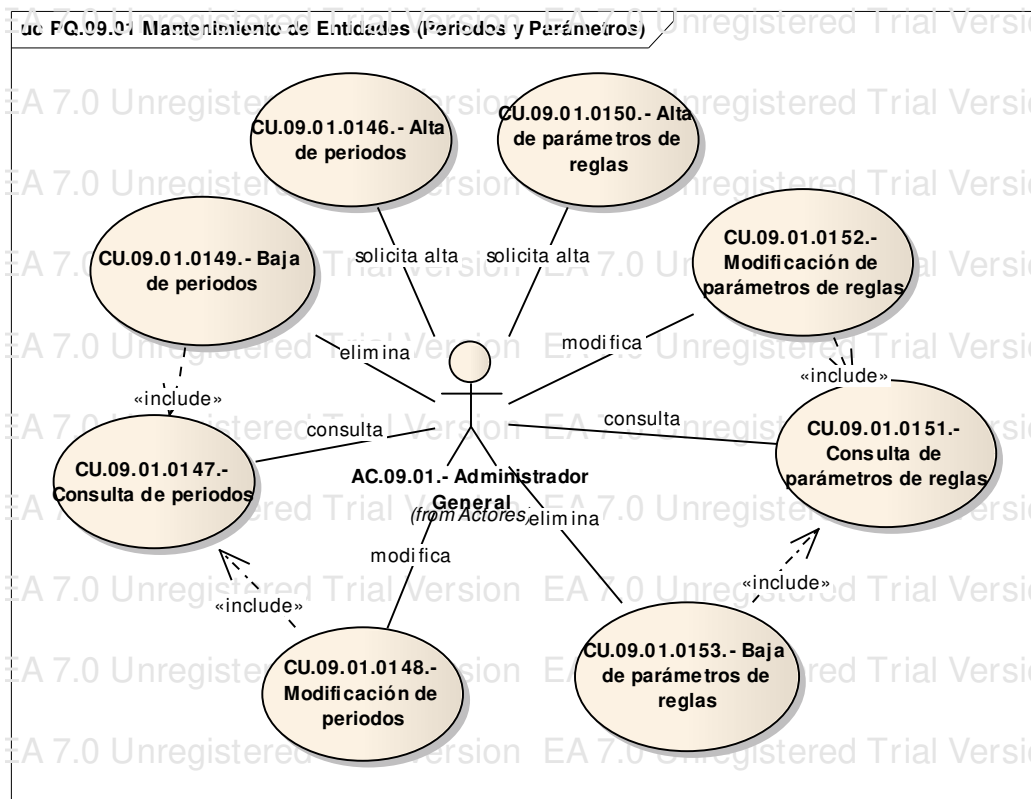 uc PQ.09.01 Mantenimiento de Entidades (Periodos y Parámetros)
CU.09.01.0146.- Alta
de periodos
CU.09.01.0150.- Alta
de parámetros de
reglas
CU.09.01.0149.- Baja
de periodos
CU.09.01.0152.-
Modificación de
parámetros de reglas
solicita alta
solicita alta
elimina
modifica
«include»
«include»
consulta
consulta
CU.09.01.0147.-
Consulta de periodos
CU.09.01.0151.-
Consulta de
parámetros de reglas
AC.09.01.- Administrador
General
(from Actores)
elimina
modifica
«include»
«include»
CU.09.01.0148.-
Modificación de
periodos
CU.09.01.0153.- Baja
de parámetros de
reglas
EA 7.0 Unregistered Trial Version